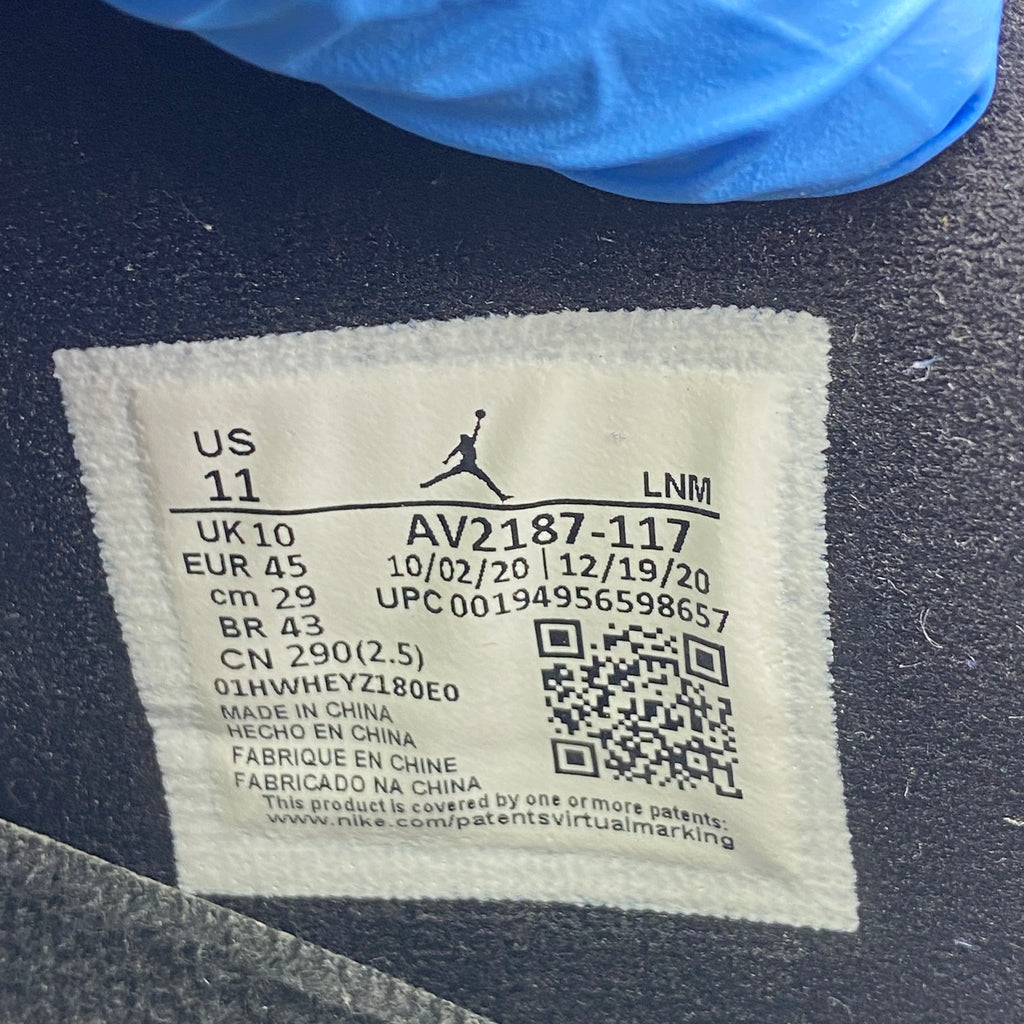 US
11
LNM
UK 10
AV2187-117
EUR 45
10/02/20 | 12/19/20
cm 29
UPC 00194956598657
BR 43
CN 290(2.5)
01HWHEYZ180E0
MADE IN CHINA
HECHO EN CHINA
FABRIQUE EN CHINE
FABRICADO NA CHINA
This product is covered by one or more patents:
www.nike.com/patentsvirtualmarking